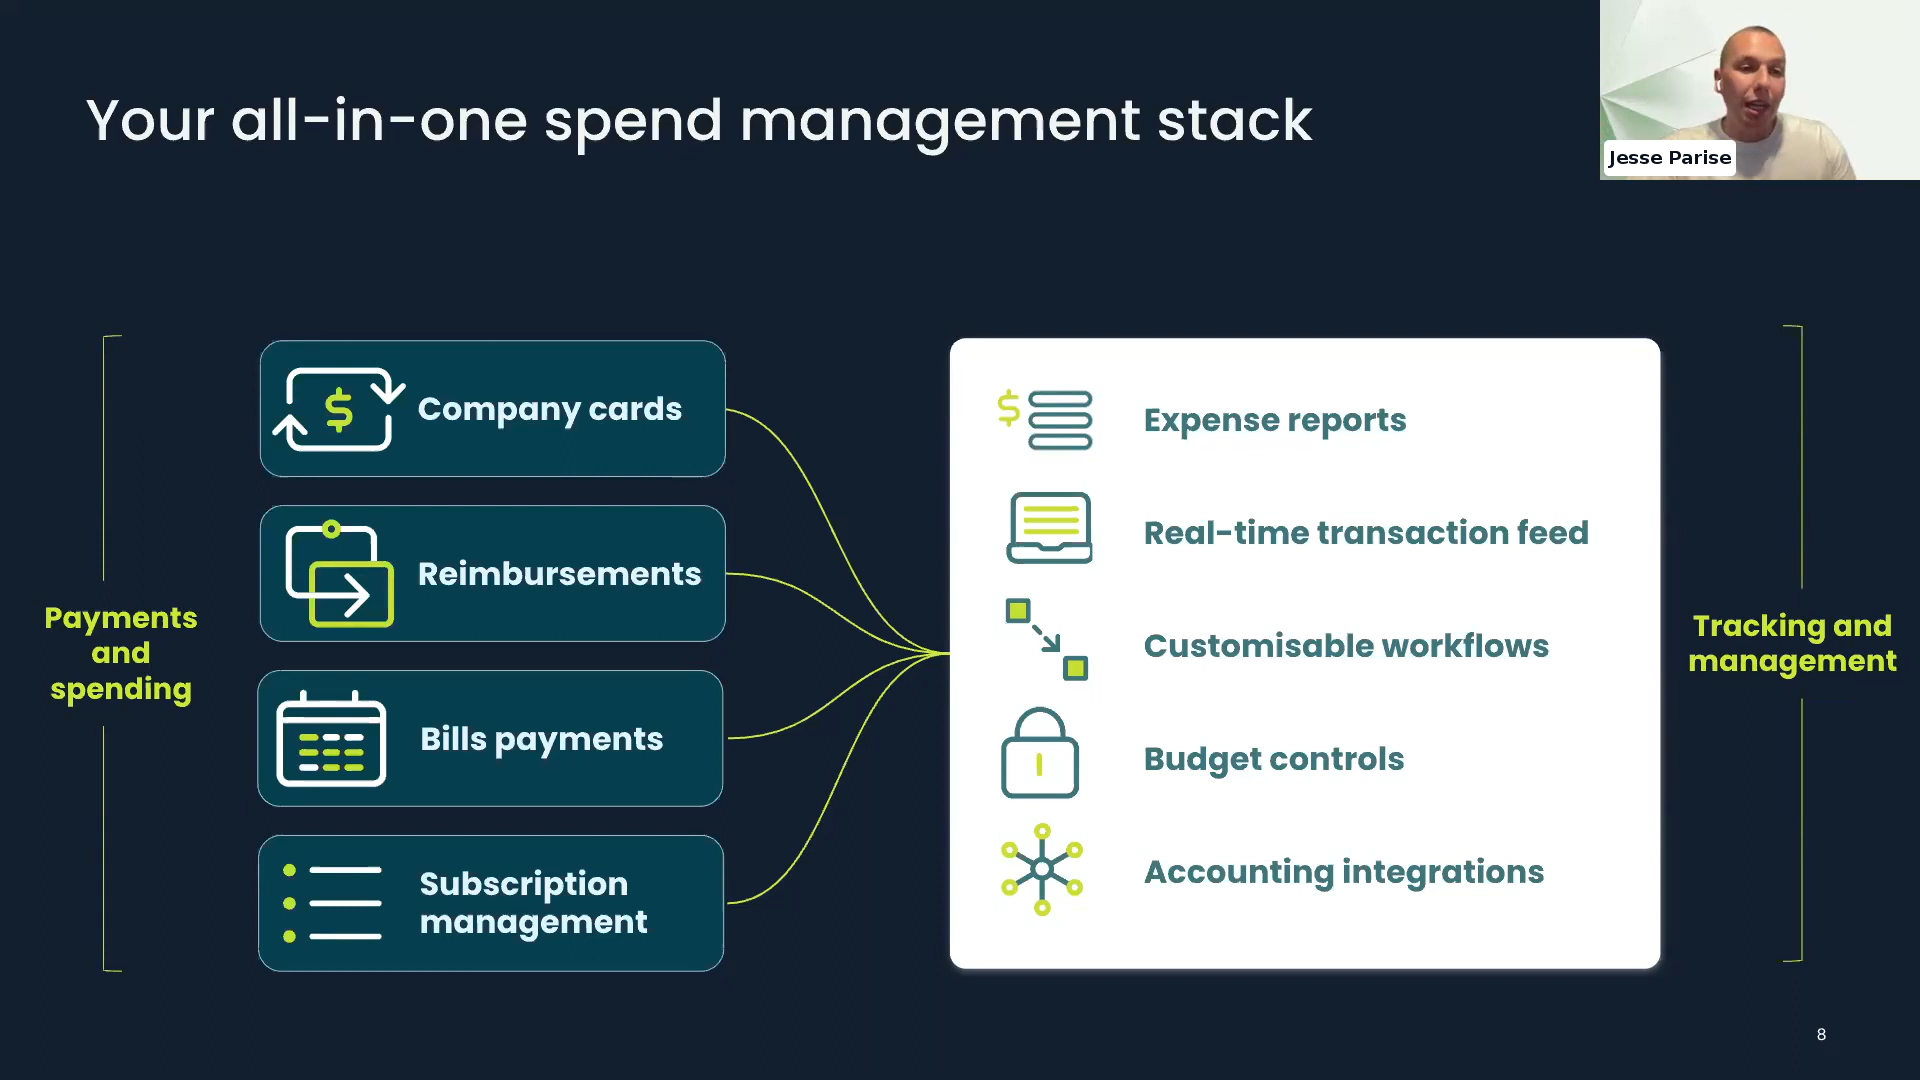 Your all-in-one spend management stack
Jesse Parise
Payments
and
spending
Company cards
Reimbursements
Bills payments
Subscription
management
Expense reports
Real-time transaction feed
Customisable workflows
Budget controls
Accounting integrations
Tracking and
management
8